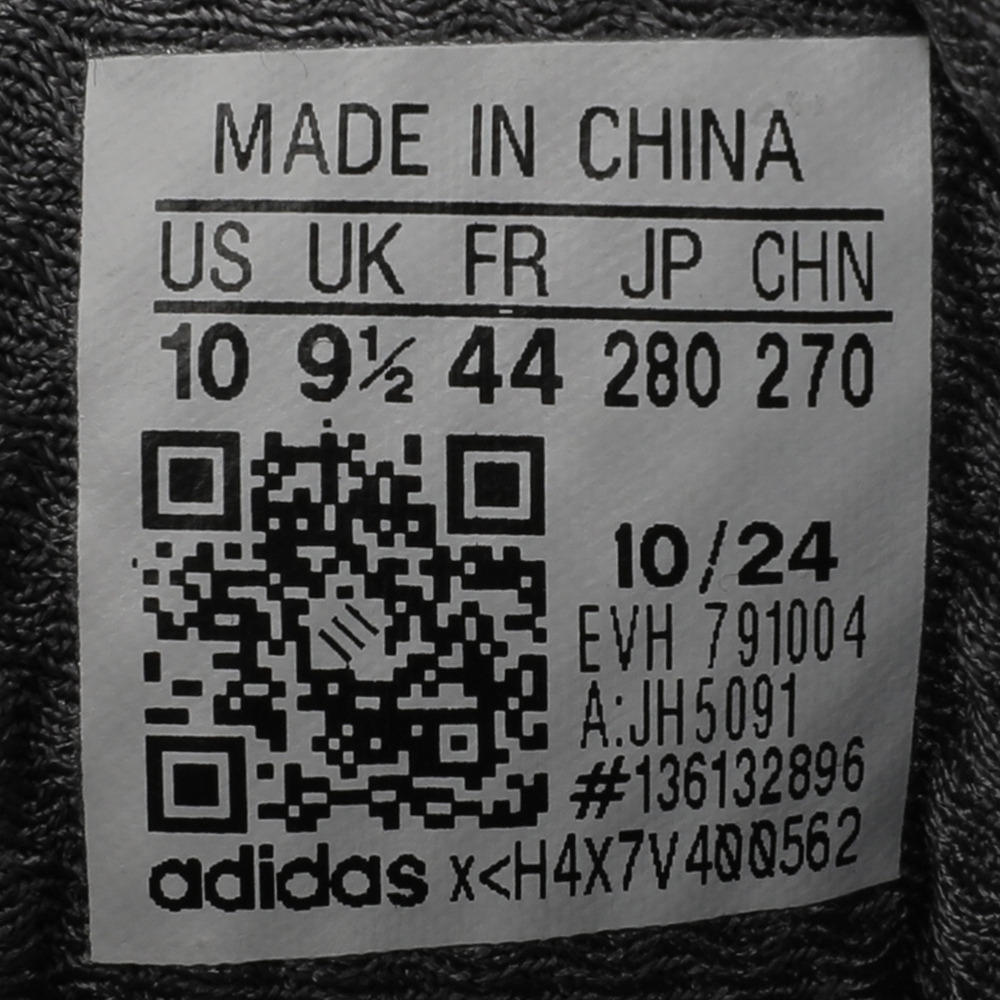 MADE IN CHINA
US UK FR JP CHN
10 9½ 44 280 270
10/24
EVH 791004
A:JH5091
#136132896
adidas x<H4X7V400562